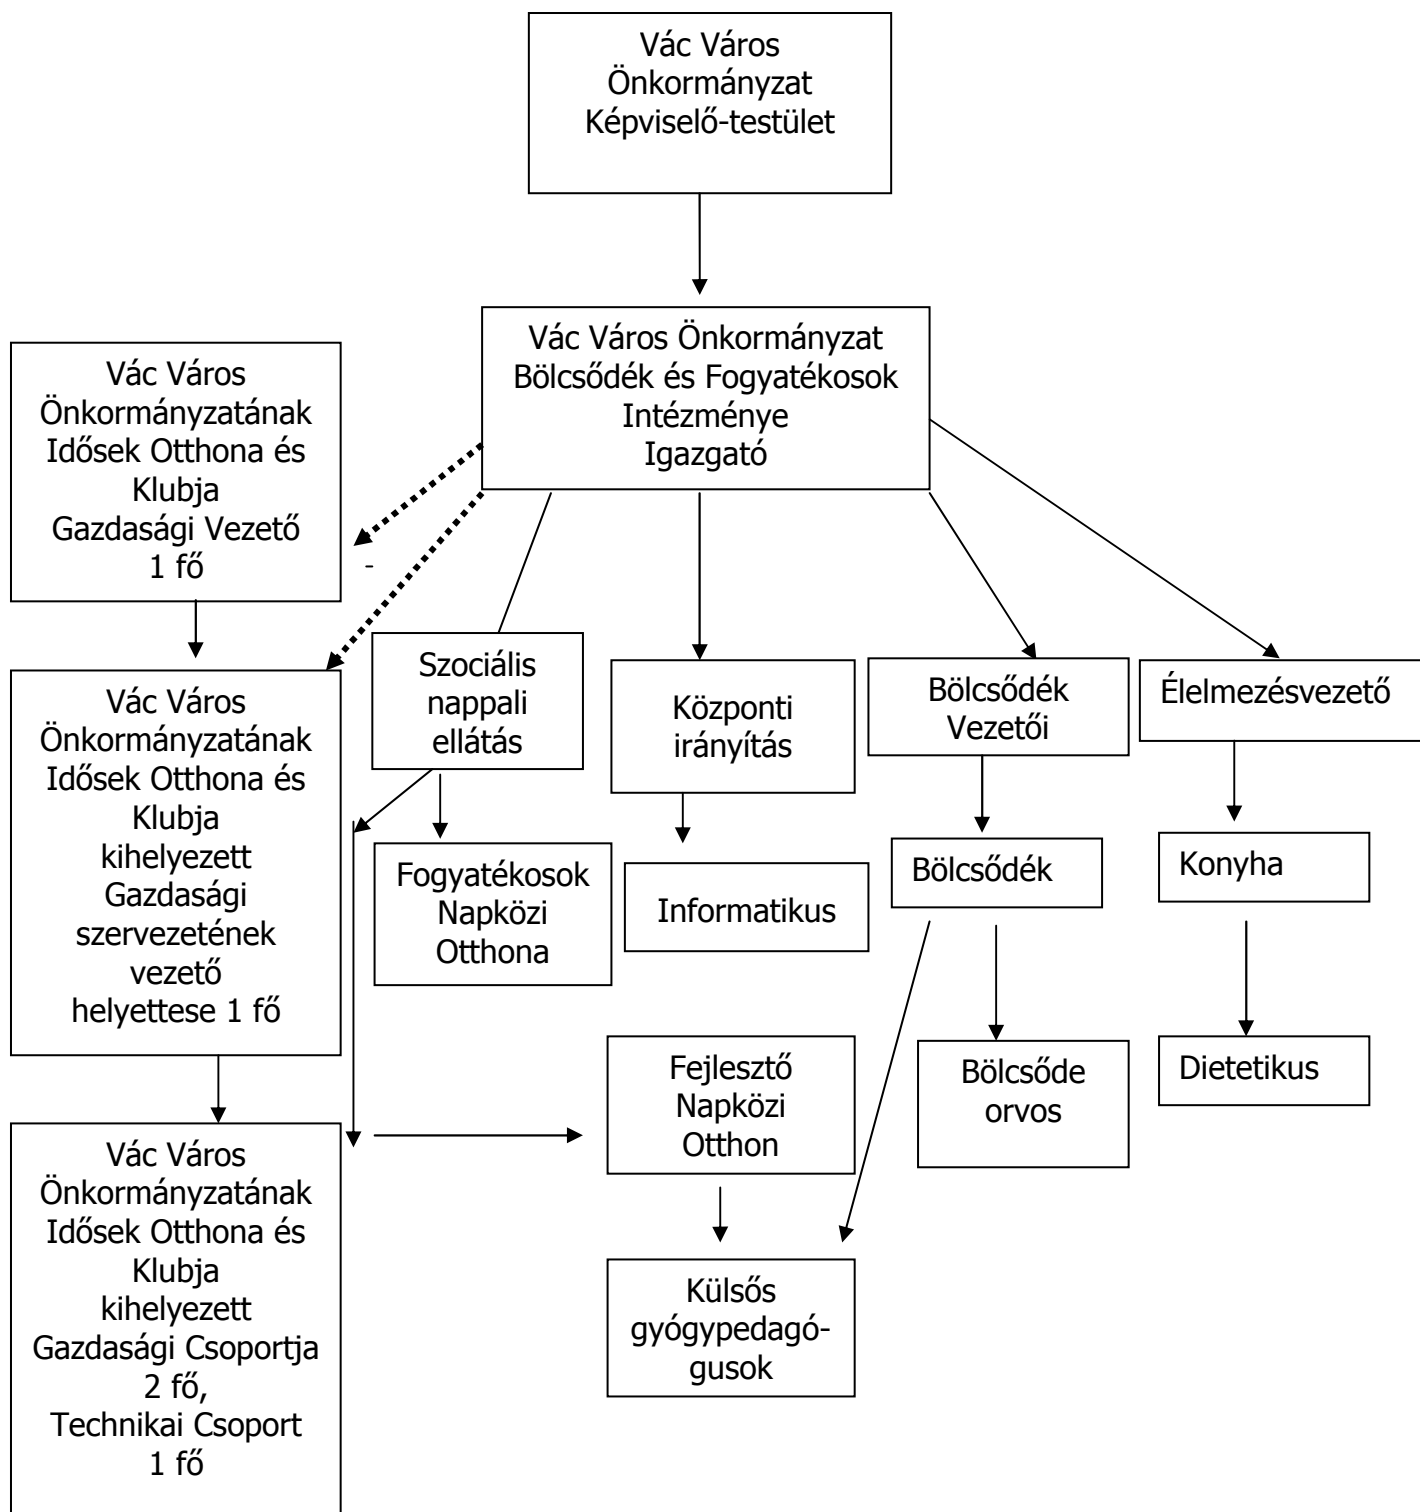 Vác Város
Önkormányzat
Képviselő-testület
Vác Város Önkormányzat
Bölcsődék és Fogyatékosok
Intézménye
Igazgató
Vác Város
Önkormányzatának
Idősek Otthona és
Klubja
Gazdasági Vezető
1 fő
-
Vác Város
Önkormányzatának
Idősek Otthona és
Klubja
kihelyezett
Gazdasági
szervezetének
vezető
helyettese 1 fő
Szociális
nappali
ellátás
Központi
irányítás
Bölcsődék
Vezetői
Élelmezésvezető
Fogyatékosok
Napközi
Otthona
Informatikus
Bölcsődék
Konyha
Fejlesztő
Napközi
Otthon
Bölcsőde
orvos
Dietetikus
Vác Város
Önkormányzatának
Idősek Otthona és
Klubja
kihelyezett
Gazdasági Csoportja
2 fő,
Technikai Csoport
1 fő
Külsős
gyógypedagó-
gusok